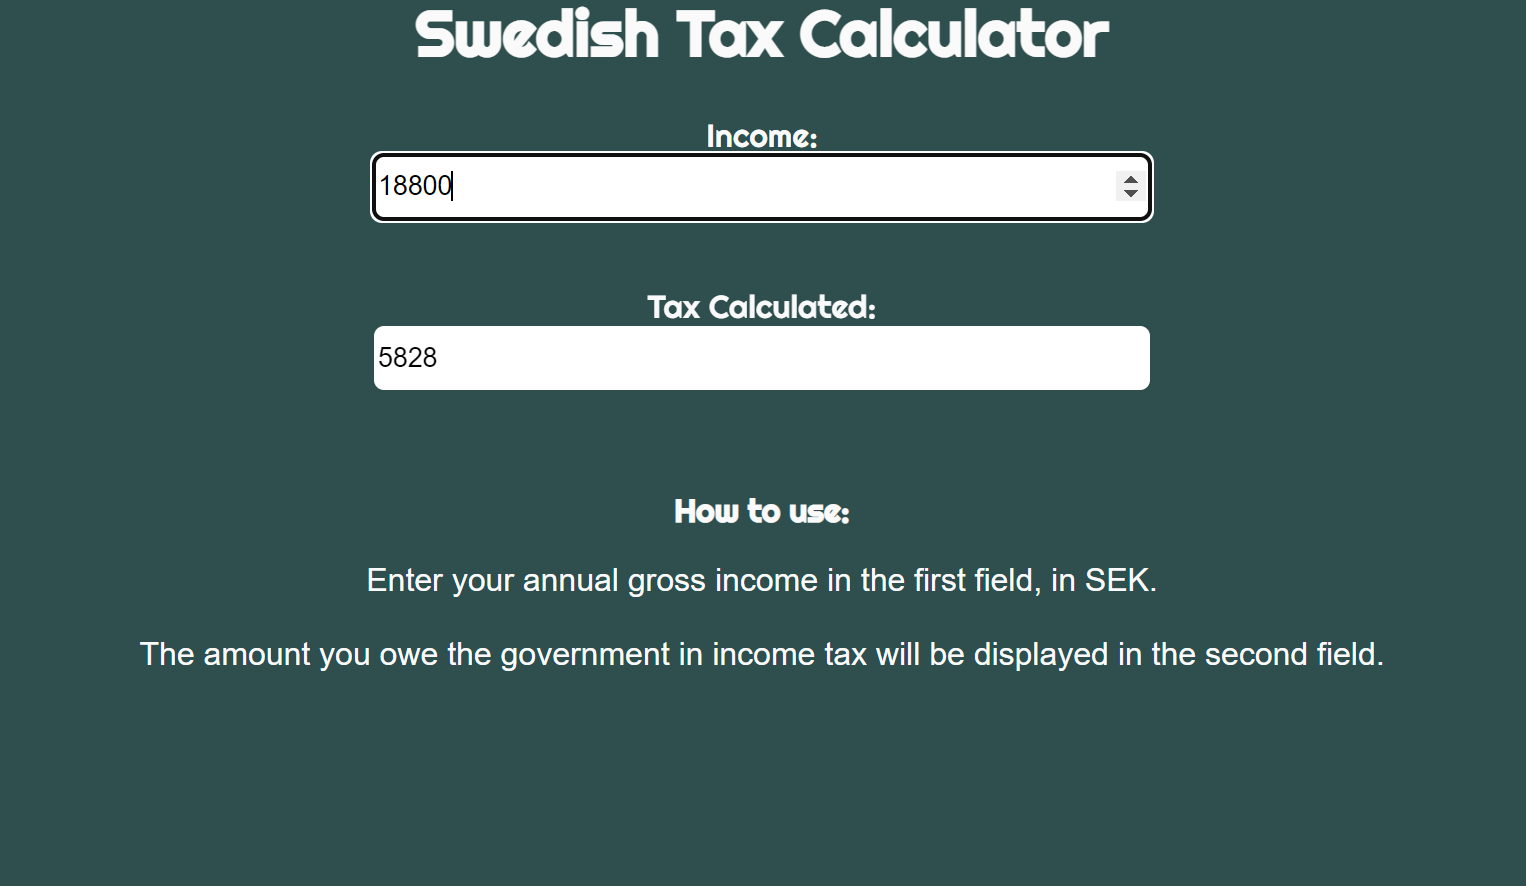 Swedish Tax Calculator
Income:
18800
Tax Calculated:
5828
How to use:
Enter your annual gross income in the first field, in SEK.
The amount you owe the government in income tax will be displayed in the second field.